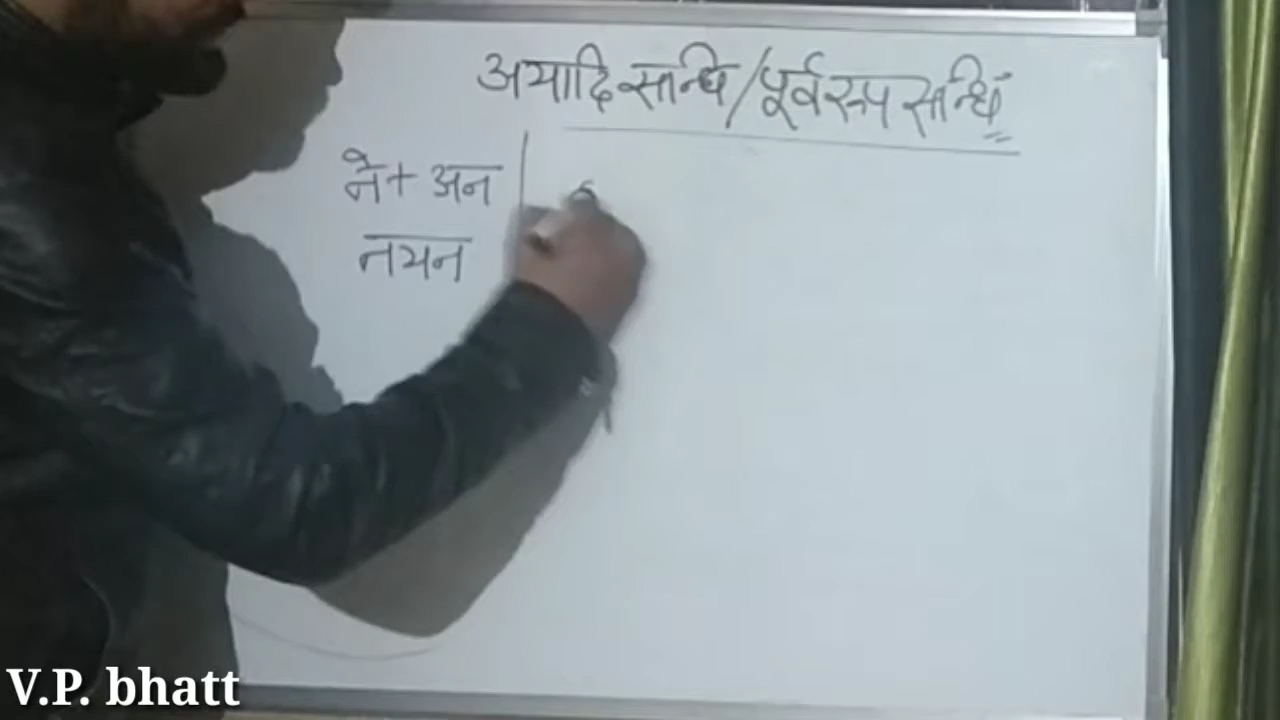 अयादि सन्धि/पूर्वरूप सन्धिं
ने + अन
नयन
V.P. bhatt